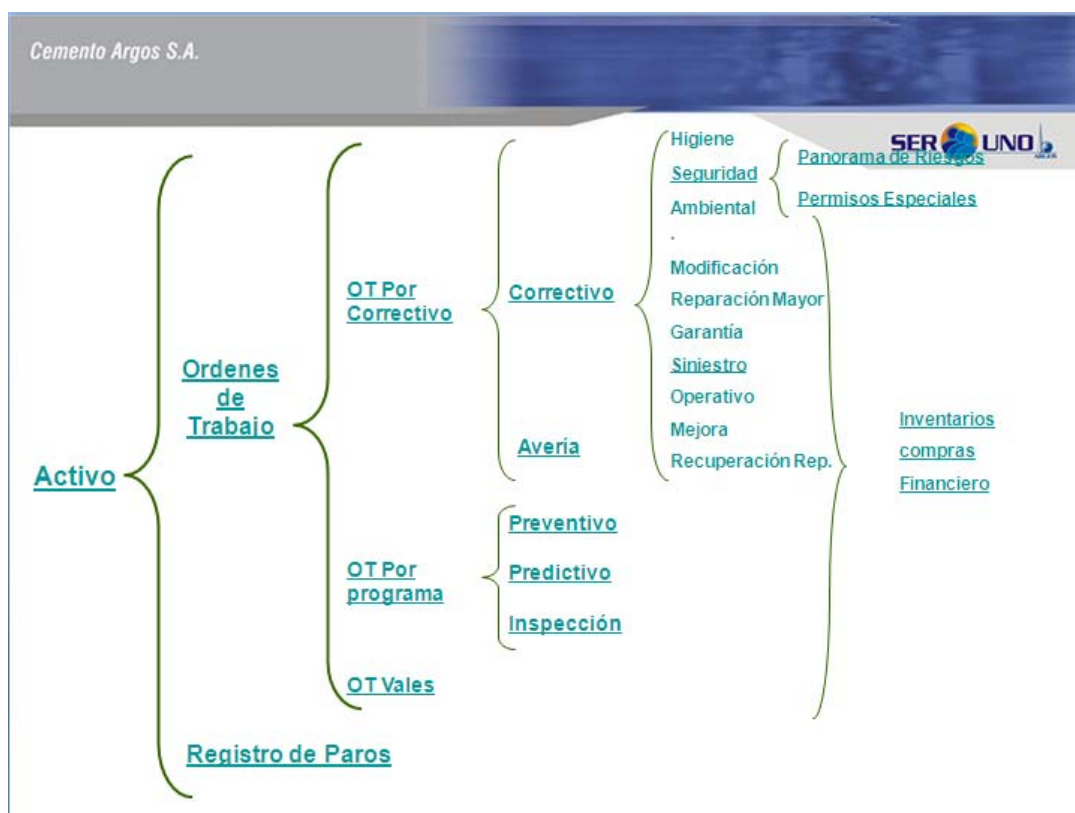 Cemento Argos S.A.
SER UNO
ARGOS
Activo
Ordenes
de
Trabajo
Registro de Paros
OT Por
Correctivo
OT Por
programa
OT Vales
Correctivo
Avería
Preventivo
Predictivo
Inspección
Higiene
Seguridad
Ambiental
.
Modificación
Reparación Mayor
Garantía
Siniestro
Operativo
Mejora
Recuperación Rep.
Panorama de Riesgos
Permisos Especiales
Inventarios
compras
Financiero